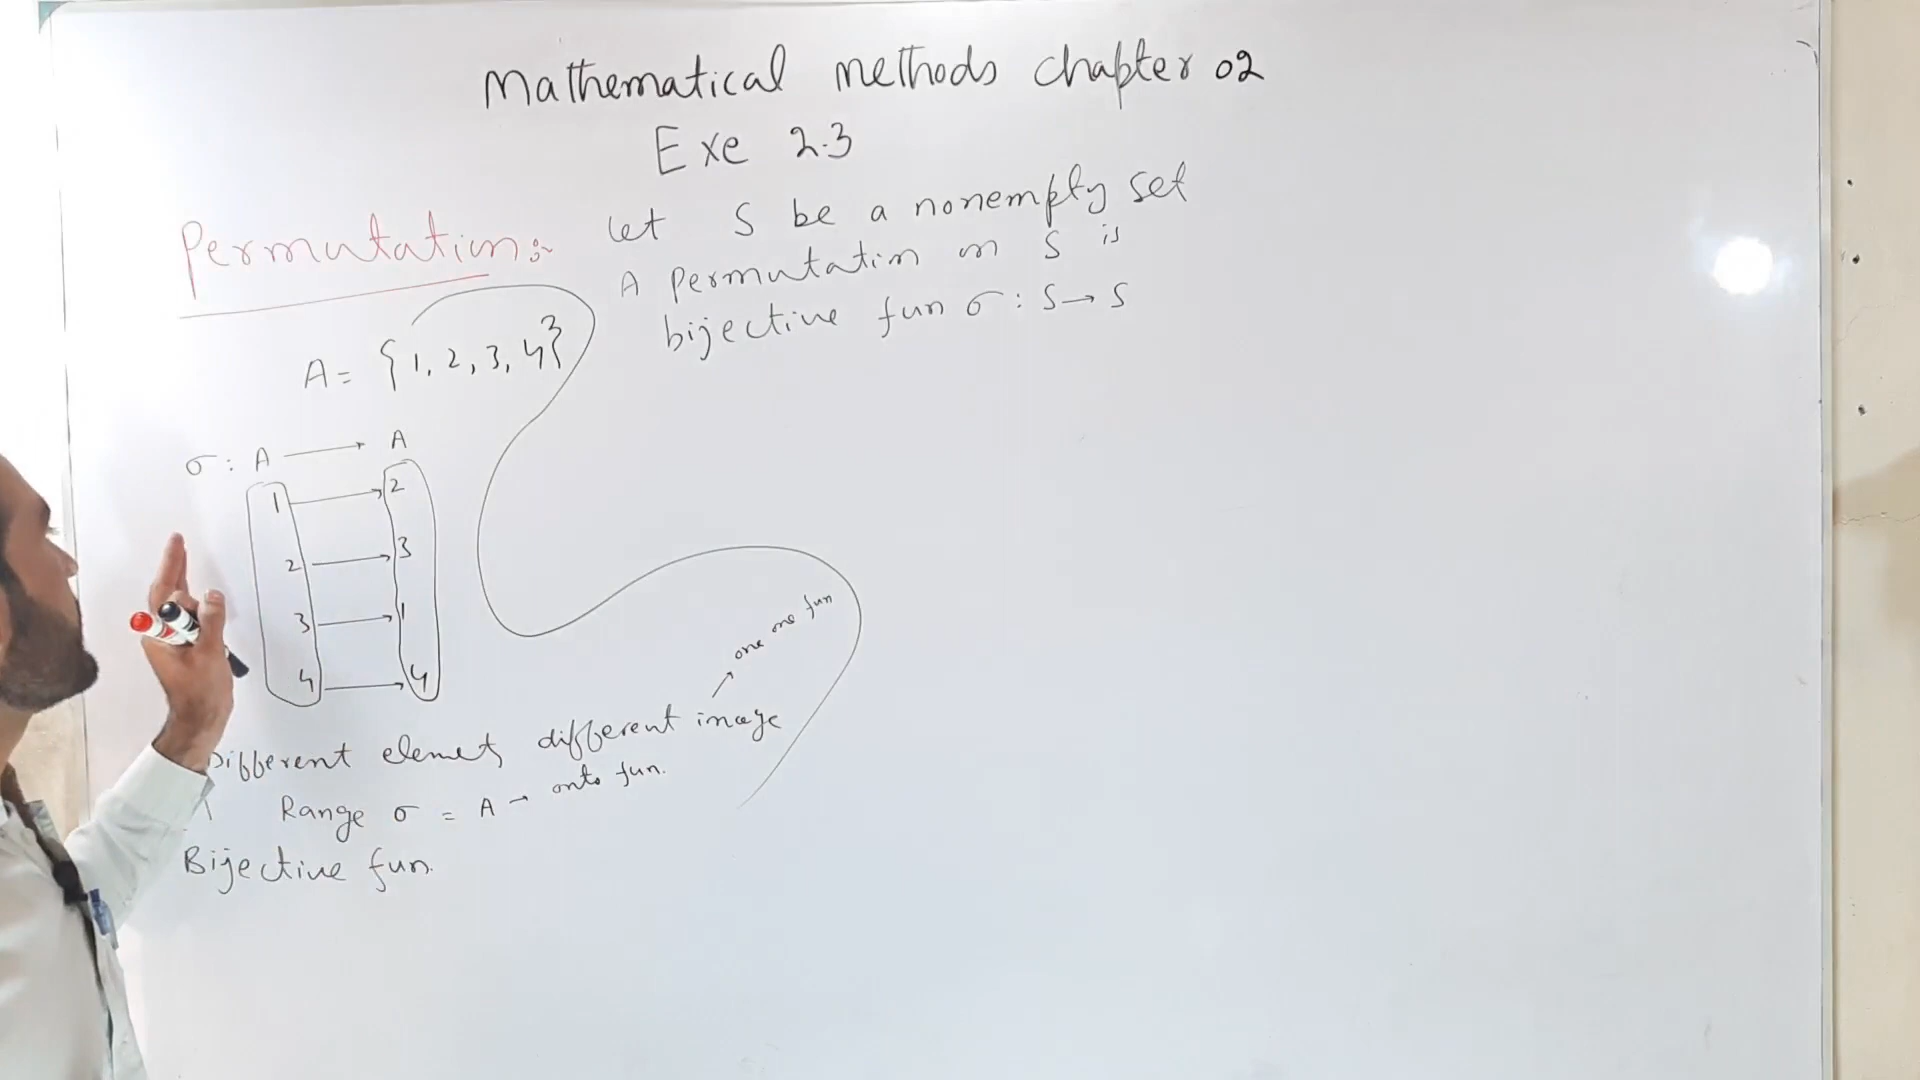 Mathematical methods chapter 02
Exe 2.3
Permutation:
Let S be a nonempty set
A permutation on S is
bijective fun σ : S → S
A = {1, 2, 3, 4}
σ : A → A
1 → 2
2 → 3
3 → 1
4 → 4
one one fun
Different elemets different image
Range σ = A → onto fun.
Bijective fun.